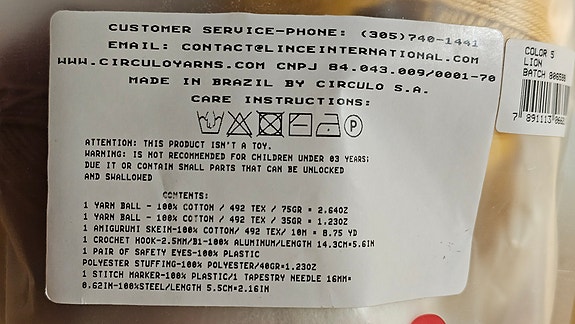 CUSTOMER SERVICE-PHONE: (305)740-1441
EMAIL: CONTACT@LINCEINTERNATIONAL.COM
WWW.CIRCULOYARNS.COM CNPJ 84.043.009/0001-70
MADE IN BRAZIL BY CIRCULO S.A.
CARE INSTRUCTIONS:
P
ATTENTION: THIS PRODUCT ISN'T A TOY.
WARNING: IS NOT RECOMMENDED FOR CHILDREN UNDER 03 YEARS;
DUE IT OR CONTAIN SMALL PARTS THAT CAN BE UNLOCKED
AND SWALLOWED
CONTENTS:
1 YARN BALL - 100% COTTON / 492 TEX / 75GR = 2.64OZ
1 YARN BALL - 100% COTTON / 492 TEX / 35GR = 1.23OZ
1 AMIGURUMI SKEIN-100% COTTON/ 492 TEX/ 10M = 8.75 YD
1 CROCHET HOOK-2.5MM/B1-100% ALUMINUM/LENGTH 14.3CM=5.6IN
1 PAIR OF SAFETY EYES-100% PLASTIC
POLYESTER STUFFING-100% POLYESTER/40GR=1.23OZ
1 STITCH MARKER-100% PLASTIC/1 TAPESTRY NEEDLE 16MM=
0.62IN-100%STEEL/LENGTH 5.5CM=2.16IN
COLOR 5
LION
BATCH
7 891113